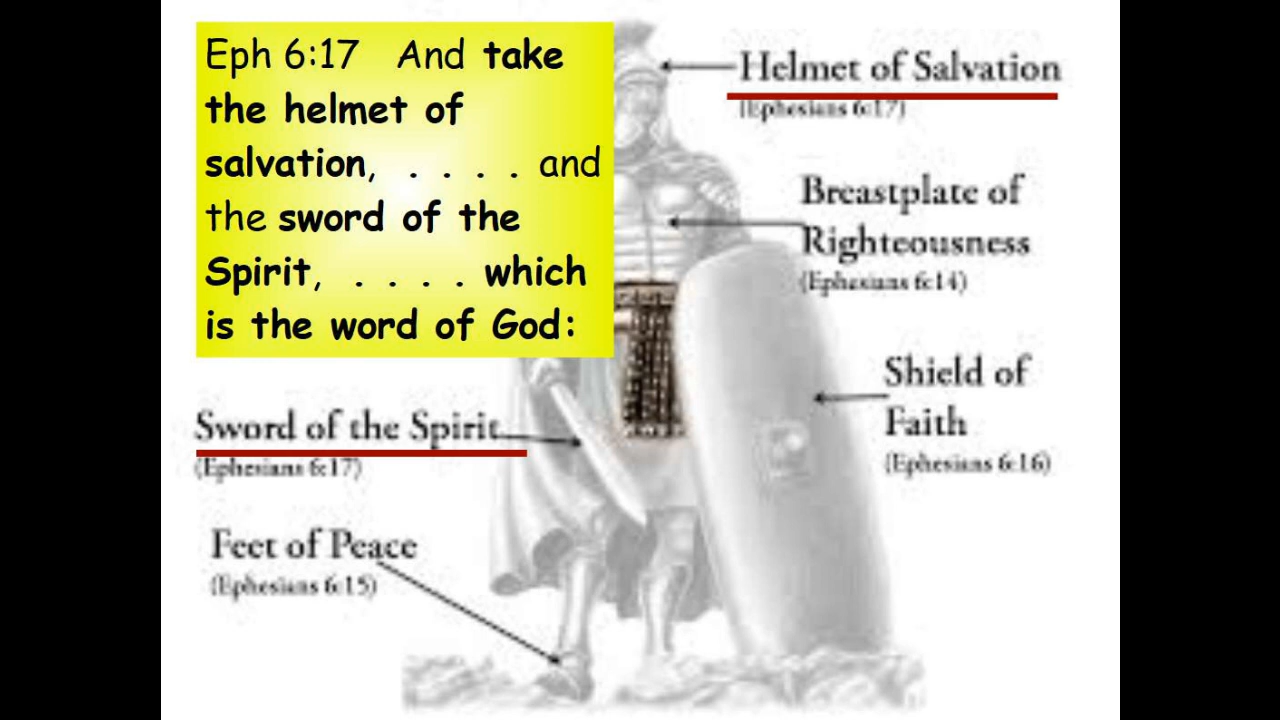 Eph 6:17 And take
the helmet of
salvation, . . . . and
the sword of the
Spirit, . . . . which
is the word of God:
Helmet of Salvation
(Ephesians 6:17)
Breastplate of
Righteousness
(Ephesians 6:14)
Shield of
Faith
(Ephesians 6:16)
Sword of the Spirit
(Ephesians 6:17)
Feet of Peace
(Ephesians 6:15)